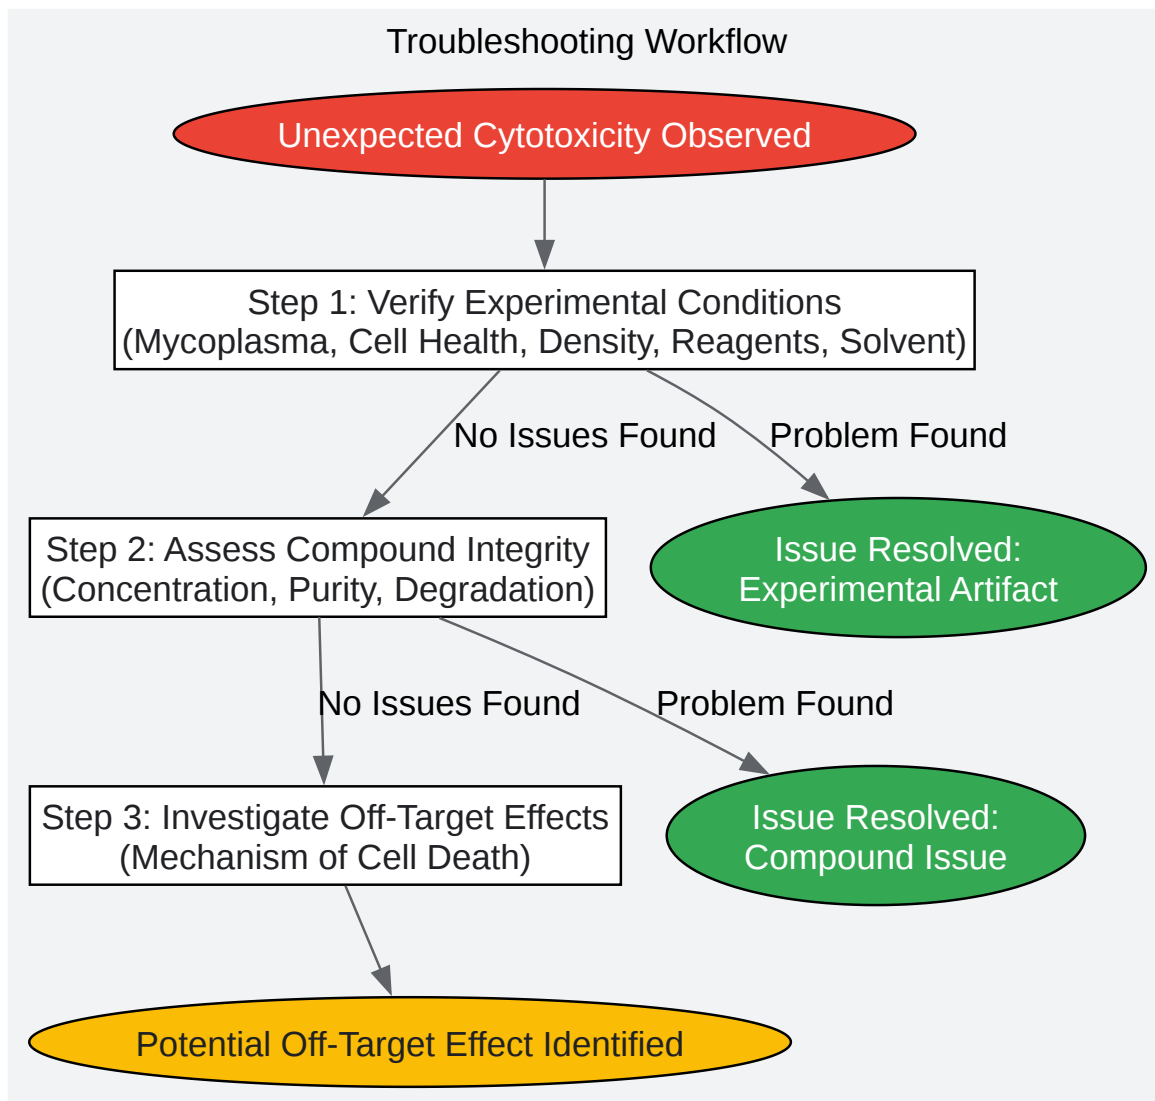 Troubleshooting Workflow
Unexpected Cytotoxicity Observed
Step 1: Verify Experimental Conditions
(Mycoplasma, Cell Health, Density, Reagents, Solvent)
No Issues Found
Problem Found
Step 2: Assess Compound Integrity
(Concentration, Purity, Degradation)
Issue Resolved:
Experimental Artifact
No Issues Found
Problem Found
Step 3: Investigate Off-Target Effects
(Mechanism of Cell Death)
Issue Resolved:
Compound Issue
Potential Off-Target Effect Identified